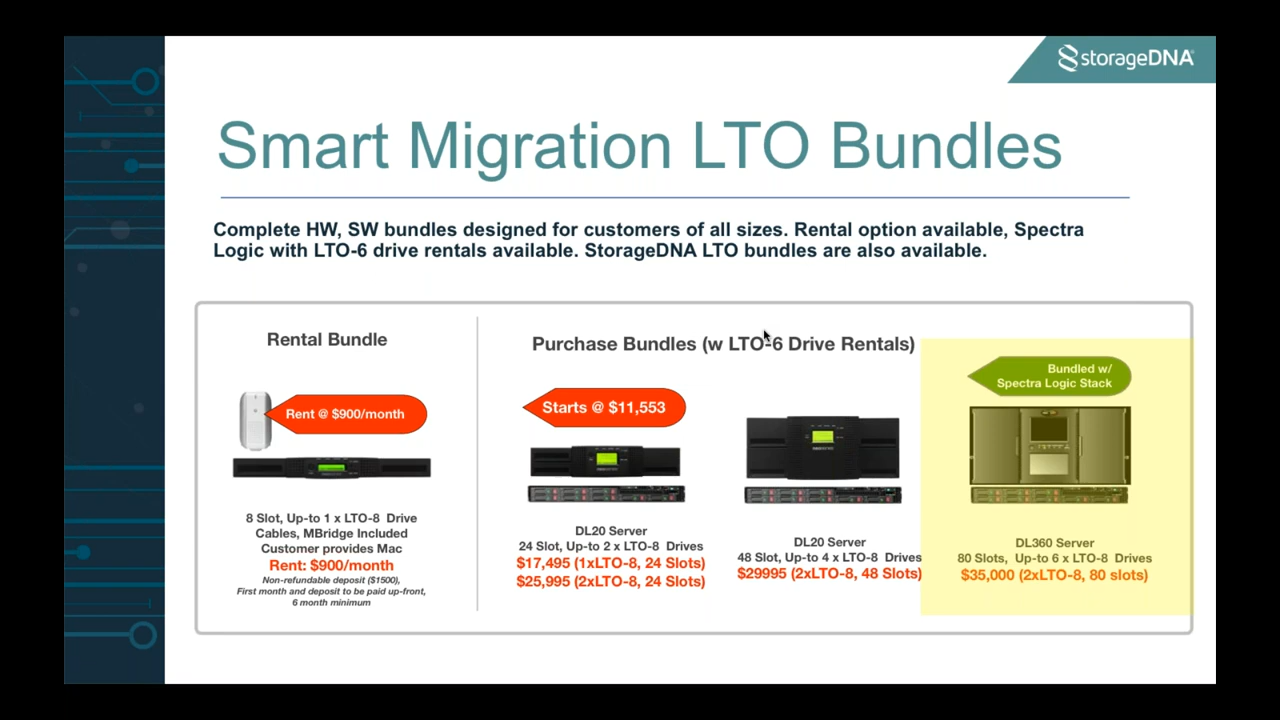 storageDNA
Smart Migration LTO Bundles
Complete HW, SW bundles designed for customers of all sizes. Rental option available, Spectra
Logic with LTO-6 drive rentals available. StorageDNA LTO bundles are also available.
Rental Bundle
Rent @ $900/month
8 Slot, Up-to 1 x LTO-8 Drive
Cables, MBridge Included
Customer provides Mac
Rent: $900/month
Non-refundable deposit ($1500),
First month and deposit to be paid up-front,
6 month minimum
Purchase Bundles (w LTO-6 Drive Rentals)
Starts @ $11,553
DL20 Server
24 Slot, Up-to 2 x LTO-8 Drives
$17,495 (1xLTO-8, 24 Slots)
$25,995 (2xLTO-8, 24 Slots)
DL20 Server
48 Slot, Up-to 4 x LTO-8 Drives
$29995 (2xLTO-8, 48 Slots)
Bundled w/
Spectra Logic Stack
DL360 Server
80 Slots, Up-to 6 x LTO-8 Drives
$35,000 (2xLTO-8, 80 slots)